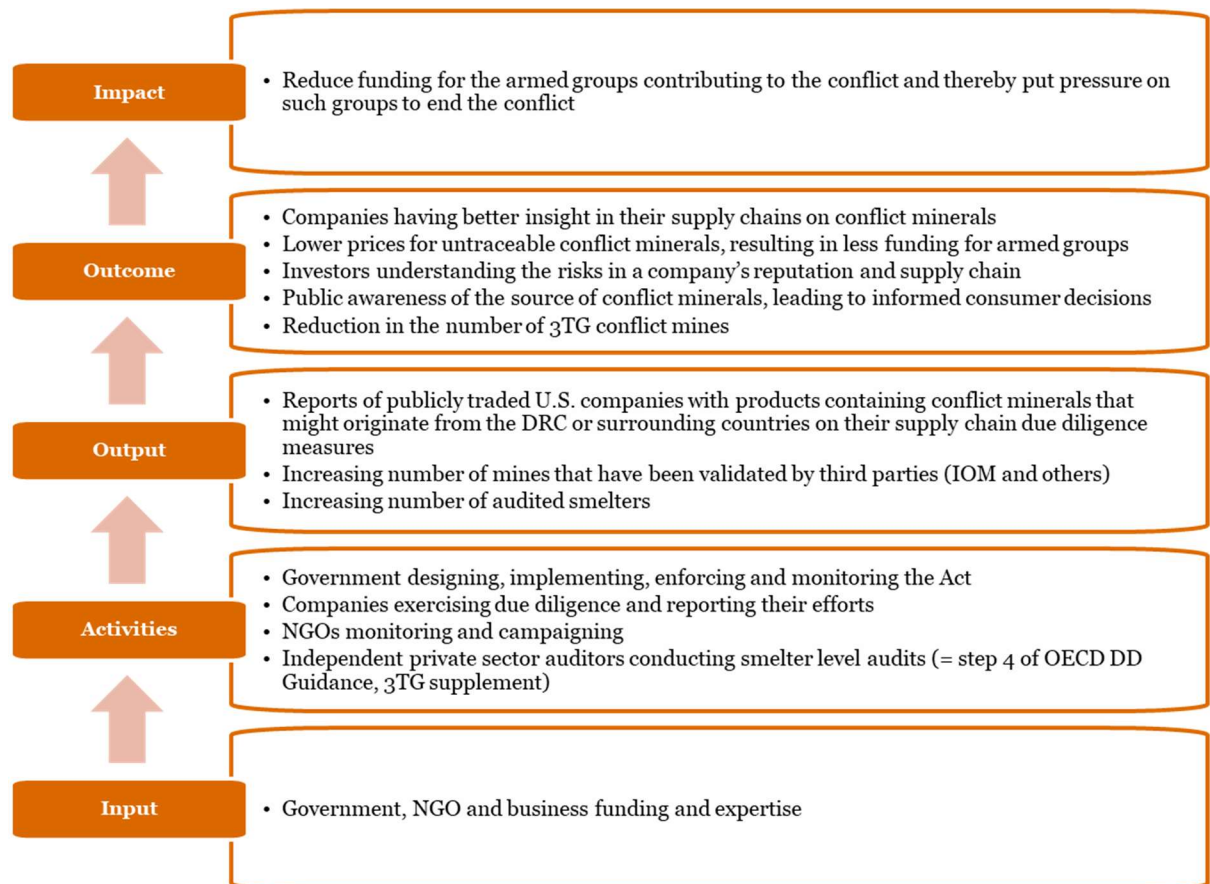 Impact
• Reduce funding for the armed groups contributing to the conflict and thereby put pressure on
such groups to end the conflict
Outcome
• Companies having better insight in their supply chains on conflict minerals
• Lower prices for untraceable conflict minerals, resulting in less funding for armed groups
• Investors understanding the risks in a company’s reputation and supply chain
• Public awareness of the source of conflict minerals, leading to informed consumer decisions
• Reduction in the number of 3TG conflict mines
Output
• Reports of publicly traded U.S. companies with products containing conflict minerals that
might originate from the DRC or surrounding countries on their supply chain due diligence
measures
• Increasing number of mines that have been validated by third parties (IOM and others)
• Increasing number of audited smelters
Activities
• Government designing, implementing, enforcing and monitoring the Act
• Companies exercising due diligence and reporting their efforts
• NGOs monitoring and campaigning
• Independent private sector auditors conducting smelter level audits (= step 4 of OECD DD
Guidance, 3TG supplement)
Input
• Government, NGO and business funding and expertise